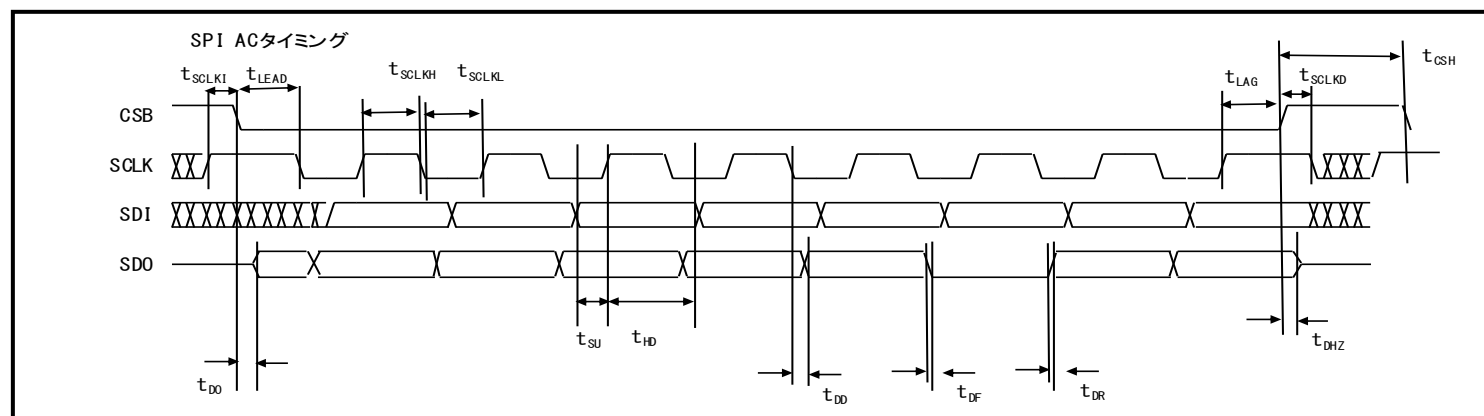 SPI ACタイミング
tSCLKI
tLEAD
tSCLKH
tSCLKL
tLAG
tSCLKD
tCSH
CSB
SCLK
SDI
SDO
tSU
tHD
tDHZ
tDO
tDD
tDF
tDR